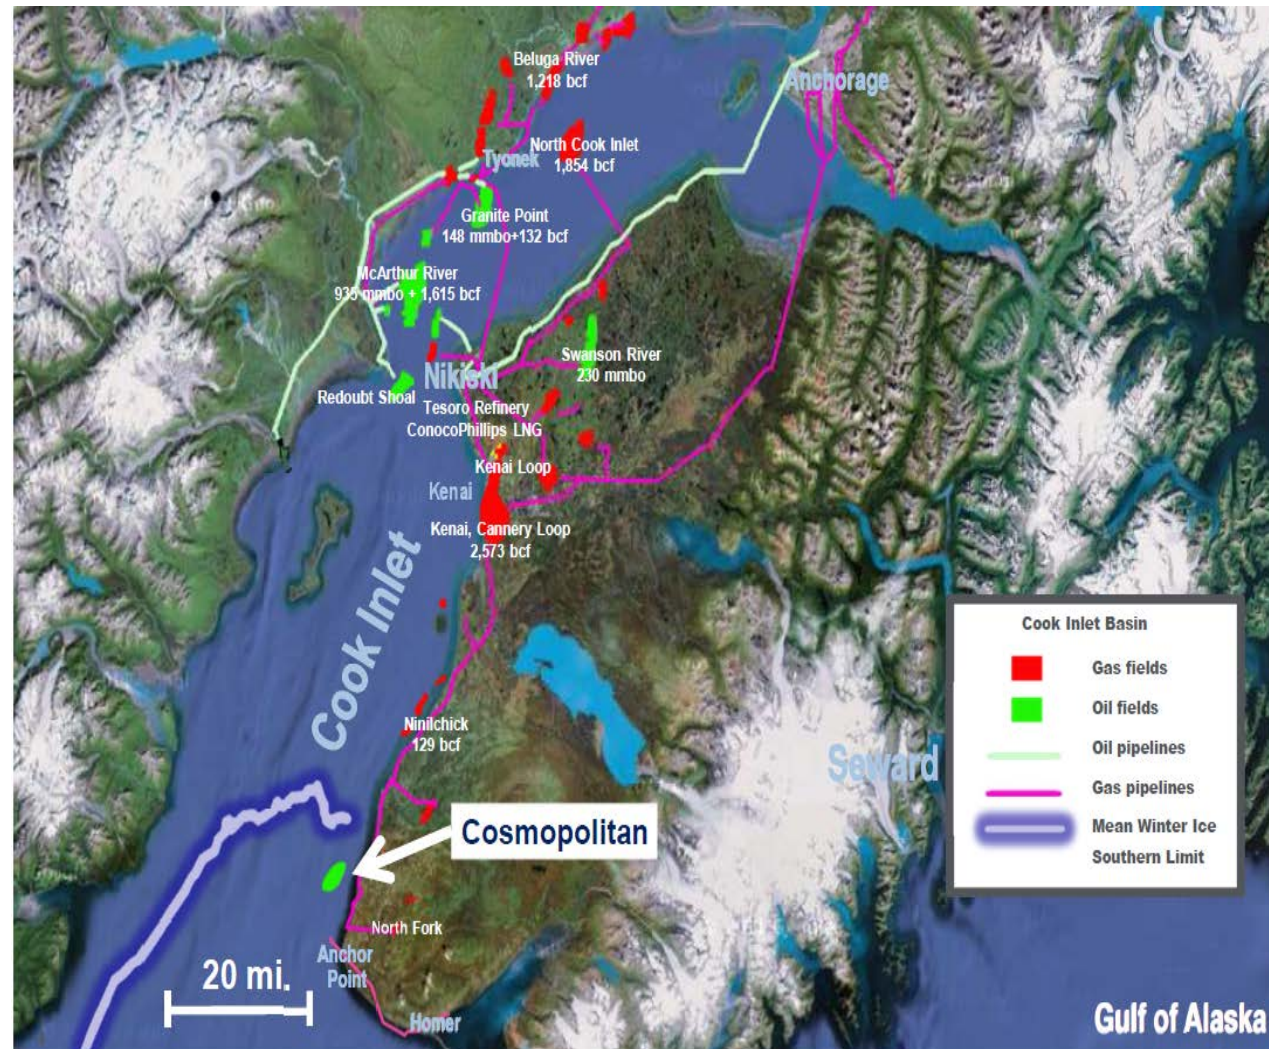 Beluga River
1,218 bcf
Anchorage
North Cook Inlet
1,854 bcf
Tyonek
Granite Point
148 mmbo+132 bcf
McArthur River
935 mmbo + 1,615 bcf
Swanson River
230 mmbo
Nikiski
Redoubt Shoal
Tesoro Refinery
ConocoPhillips LNG
Kenai Loop
Kenai
Kenai, Cannery Loop
2,573 bcf
Cook Inlet
Ninilchick
129 bcf
Seward
Cosmopolitan
North Fork
Anchor
Point
20 mi.
Homer
Gulf of Alaska
Cook Inlet Basin
Gas fields
Oil fields
Oil pipelines
Gas pipelines
Mean Winter Ice
Southern Limit